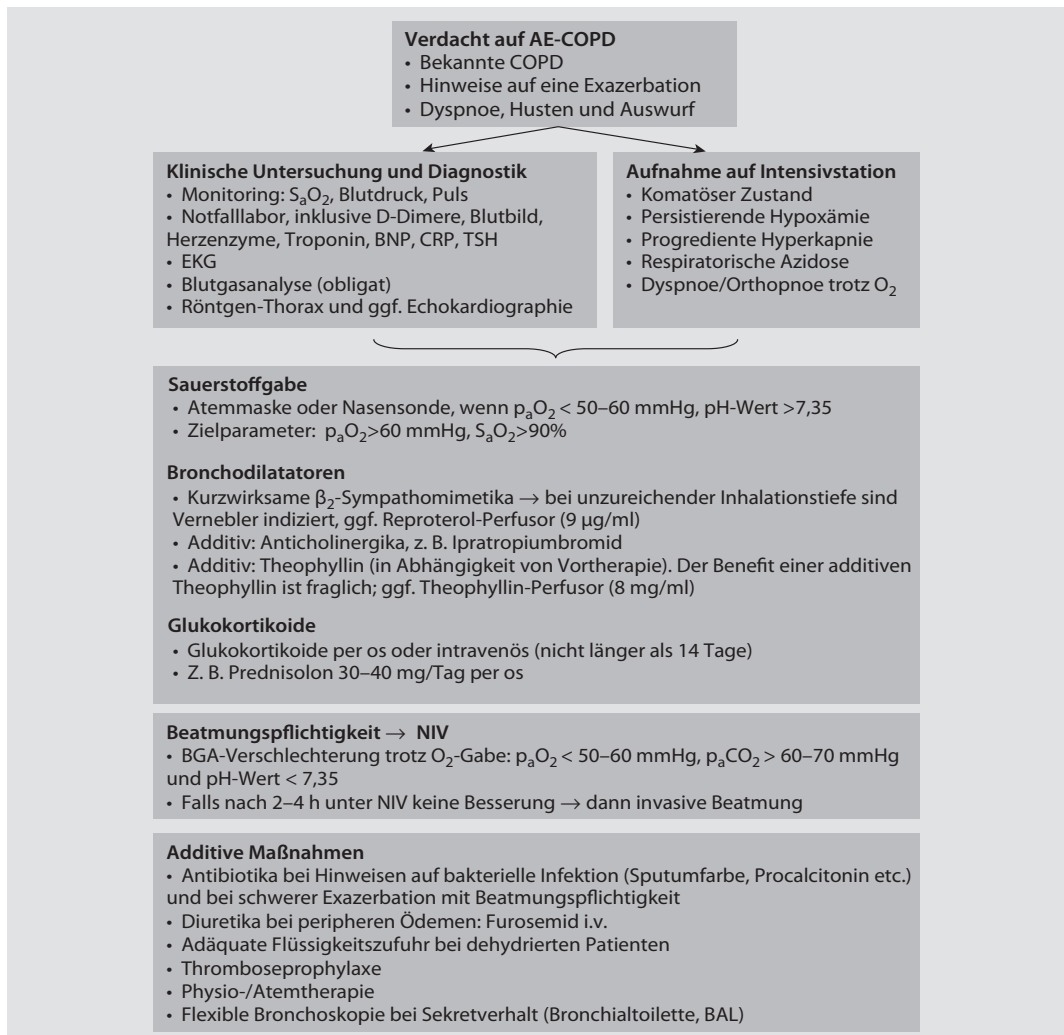 Verdacht auf AE-COPD
• Bekannte COPD
• Hinweise auf eine Exazerbation
• Dyspnoe, Husten und Auswurf
Klinische Untersuchung und Diagnostik
• Monitoring: SaO2, Blutdruck, Puls
• Notfalllabor, inklusive D-Dimere, Blutbild,
Herzenzyme, Troponin, BNP, CRP, TSH
• EKG
• Blutgasanalyse (obligat)
• Röntgen-Thorax und ggf. Echokardiographie
Aufnahme auf Intensivstation
• Komatöser Zustand
• Persistierende Hypoxämie
• Progrediente Hyperkapnie
• Respiratorische Azidose
• Dyspnoe/Orthopnoe trotz O2
Sauerstoffgabe
• Atemmaske oder Nasensonde, wenn paO2 < 50–60 mmHg, pH-Wert >7,35
• Zielparameter: paO2>60 mmHg, SaO2>90%
Bronchodilatatoren
• Kurzwirksame β2-Sympathomimetika → bei unzureichender Inhalationstiefe sind
Vernebler indiziert, ggf. Reproterol-Perfusor (9 µg/ml)
• Additiv: Anticholinergika, z. B. Ipratropiumbromid
• Additiv: Theophyllin (in Abhängigkeit von Vortherapie). Der Benefit einer additiven
Theophyllin ist fraglich; ggf. Theophyllin-Perfusor (8 mg/ml)
Glukokortikoide
• Glukokortikoide per os oder intravenös (nicht länger als 14 Tage)
• Z. B. Prednisolon 30–40 mg/Tag per os
Beatmungspflichtigkeit → NIV
• BGA-Verschlechterung trotz O2-Gabe: paO2 < 50–60 mmHg, paCO2 > 60–70 mmHg
und pH-Wert < 7,35
• Falls nach 2–4 h unter NIV keine Besserung → dann invasive Beatmung
Additive Maßnahmen
• Antibiotika bei Hinweisen auf bakterielle Infektion (Sputumfarbe, Procalcitonin etc.)
und bei schwerer Exazerbation mit Beatmungspflichtigkeit
• Diuretika bei peripheren Ödemen: Furosemid i.v.
• Adäquate Flüssigkeitszufuhr bei dehydrierten Patienten
• Thromboseprophylaxe
• Physio-/Atemtherapie
• Flexible Bronchoskopie bei Sekretverhalt (Bronchialtoilette, BAL)